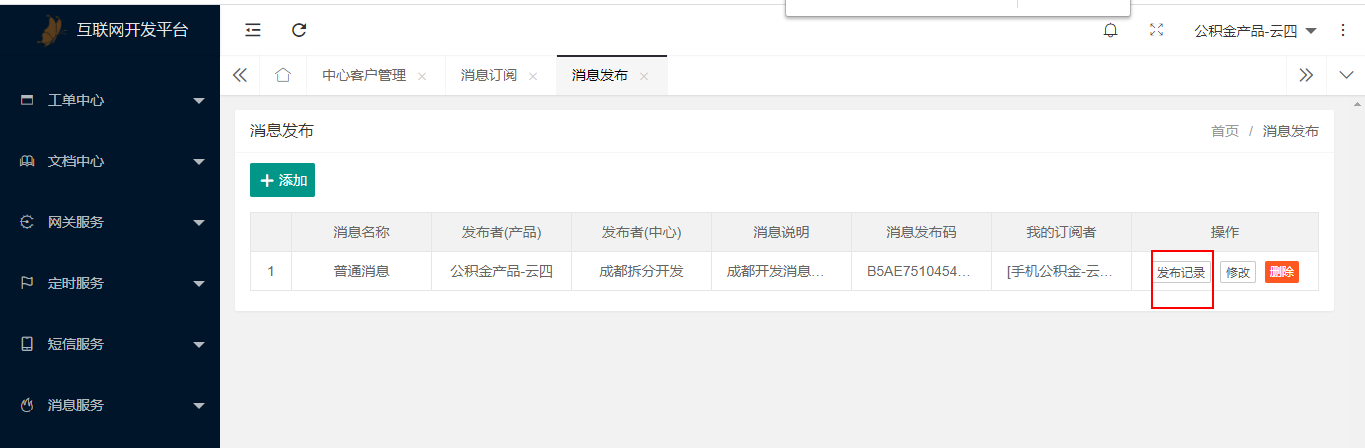 互联网开发平台
公积金产品-云四
工单中心
文档中心
网关服务
定时服务
短信服务
消息服务
中心客户管理 ×
消息订阅 ×
消息发布 ×
消息发布
首页 / 消息发布
+ 添加
消息名称 发布者(产品) 发布者(中心) 消息说明 消息发布码 我的订阅者 操作
1 普通消息 公积金产品-云四 成都拆分开发 成都开发消息... B5AE7510454... [手机公积金-云... 发布记录 修改 删除